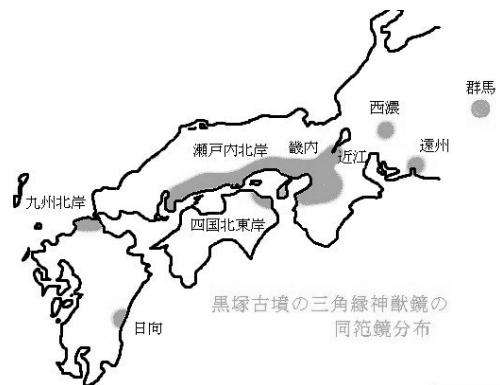 群馬
西濃
畿内
瀬戸内北岸
近江
遠州
九州北岸
四国北東岸
日向
黒塚古墳の三角縁神獣鏡の
同笵鏡分布